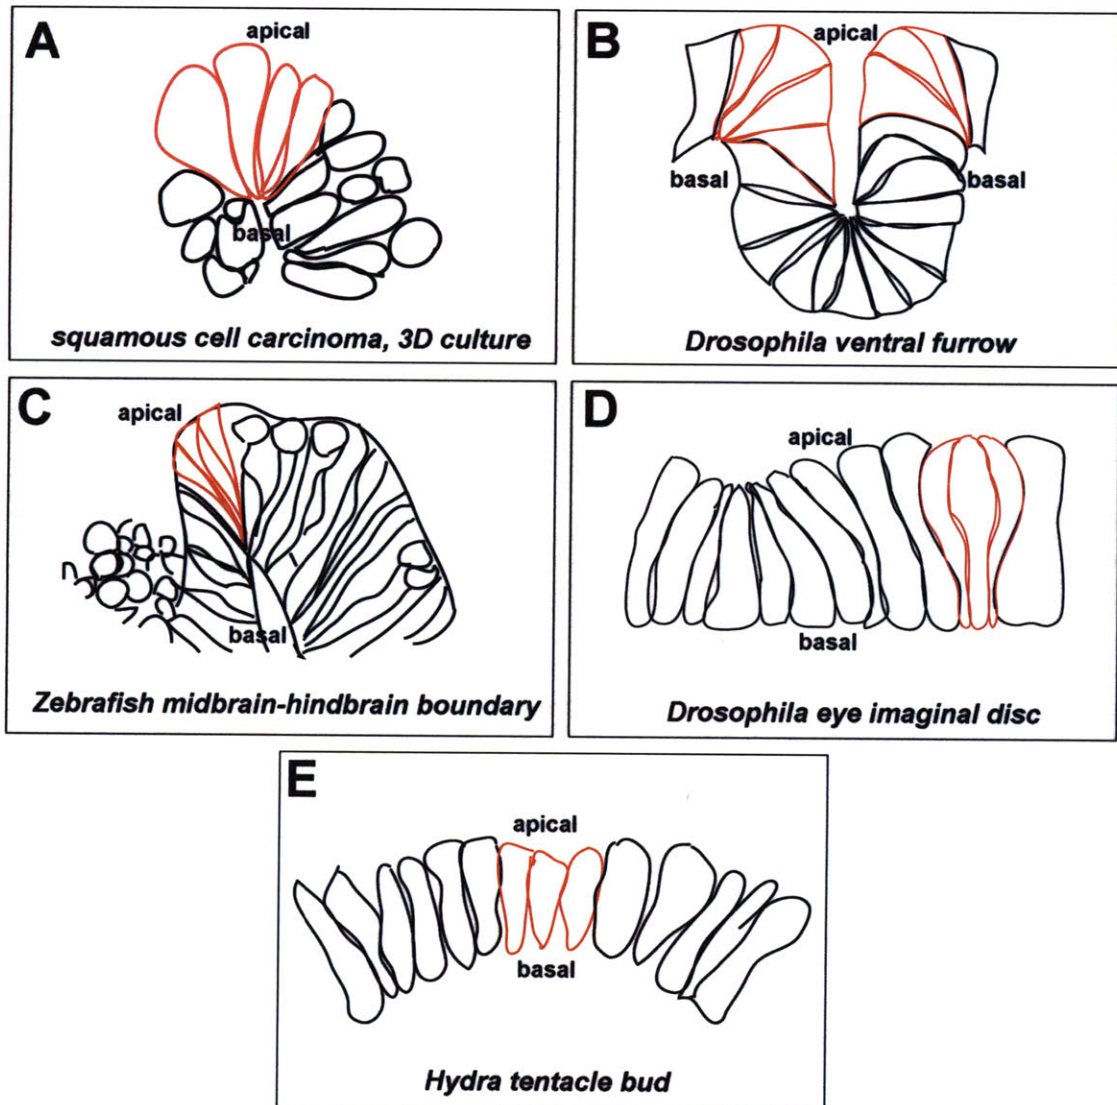 A
apical
basal
squamous cell carcinoma, 3D culture
B
apical
basal
basal
Drosophila ventral furrow
C
apical
basal
Zebrafish midbrain-hindbrain boundary
D
apical
basal
Drosophila eye imaginal disc
E
apical
basal
Hydra tentacle bud